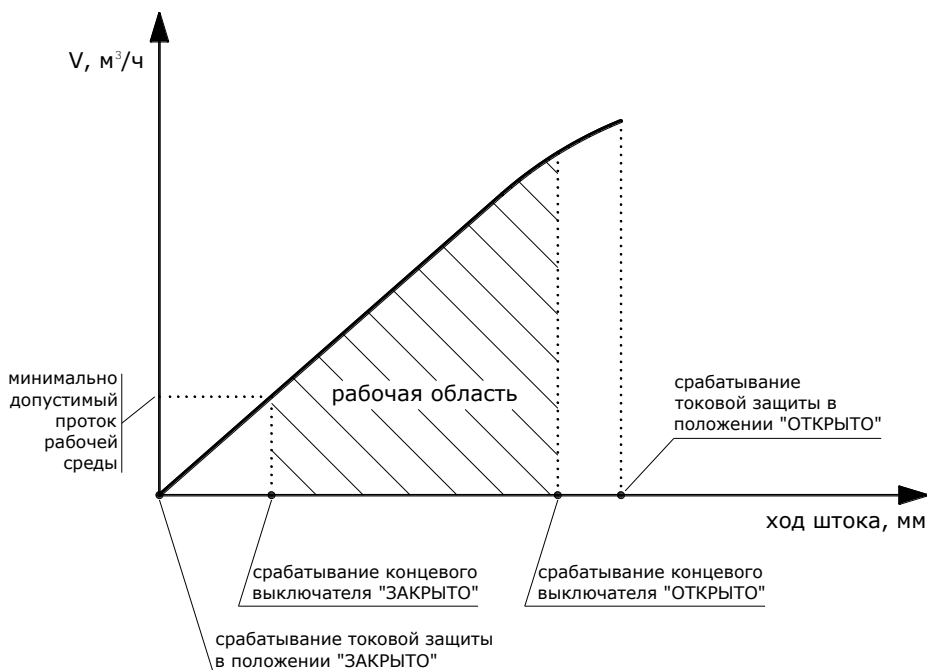 V, м³/ч
минимально
допустимый
проток
рабочей
среды
рабочая область
срабатывание
токовой защиты в
положении "ОТКРЫТО"
ход штока, мм
срабатывание концевого
выключателя "ЗАКРЫТО"
срабатывание концевого
выключателя "ОТКРЫТО"
срабатывание токовой защиты
в положении "ЗАКРЫТО"